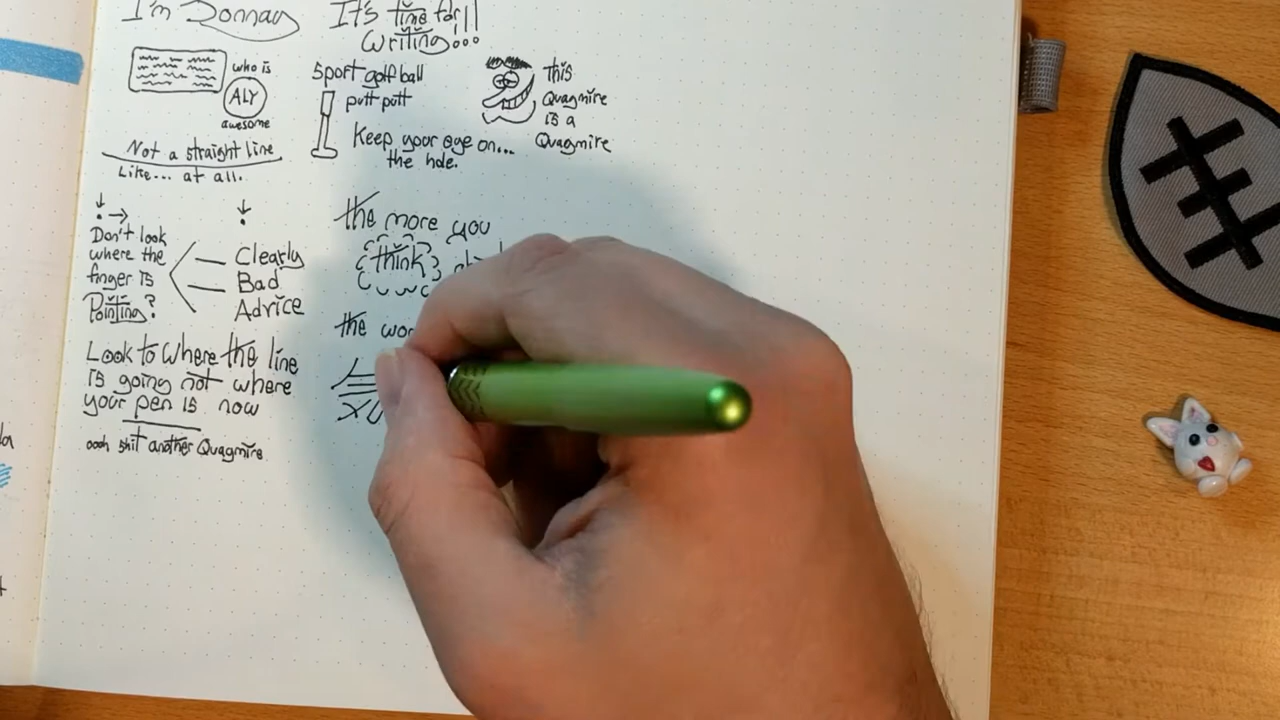 I'm Donnay
It's time for!!
writing!!!
who is
ALY
awesome
Sport golf ball
putt putt
Keep your eye on...
the hole.
this
Quagmire
is a
Quagmire
Not a straight line
Like... at all.
Don't look
where the
finger is
Pointing?
Clearly
Bad
Advice
Look to where the line
is going not where
your pen is now
oooh shit another Quagmire
the more you
think
the